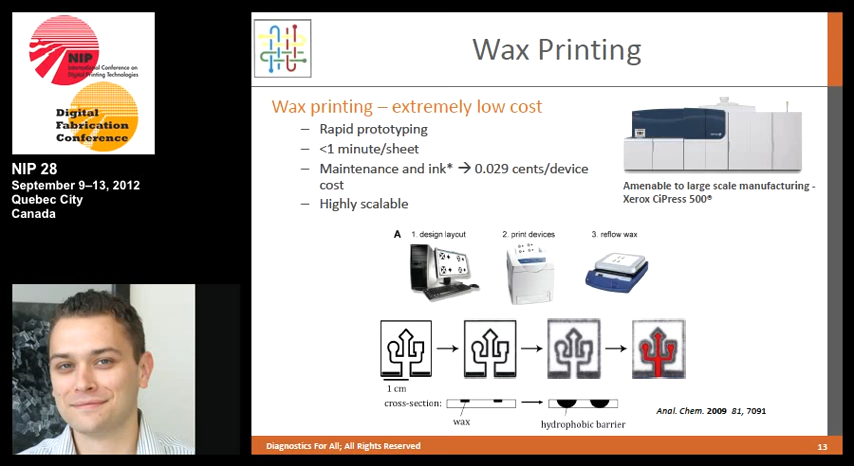 NIP
International Conference on
Digital Printing Technologies
Digital
Fabrication
Conference
NIP 28
September 9–13, 2012
Quebec City
Canada
Wax Printing
Wax printing – extremely low cost
– Rapid prototyping
– <1 minute/sheet
– Maintenance and ink* → 0.029 cents/device
cost
– Highly scalable
Amenable to large scale manufacturing -
Xerox CiPress 500®
A 1. design layout 2. print devices 3. reflow wax
1 cm
cross-section:
wax
hydrophobic barrier
Anal. Chem. 2009 81, 7091
Diagnostics For All; All Rights Reserved
13